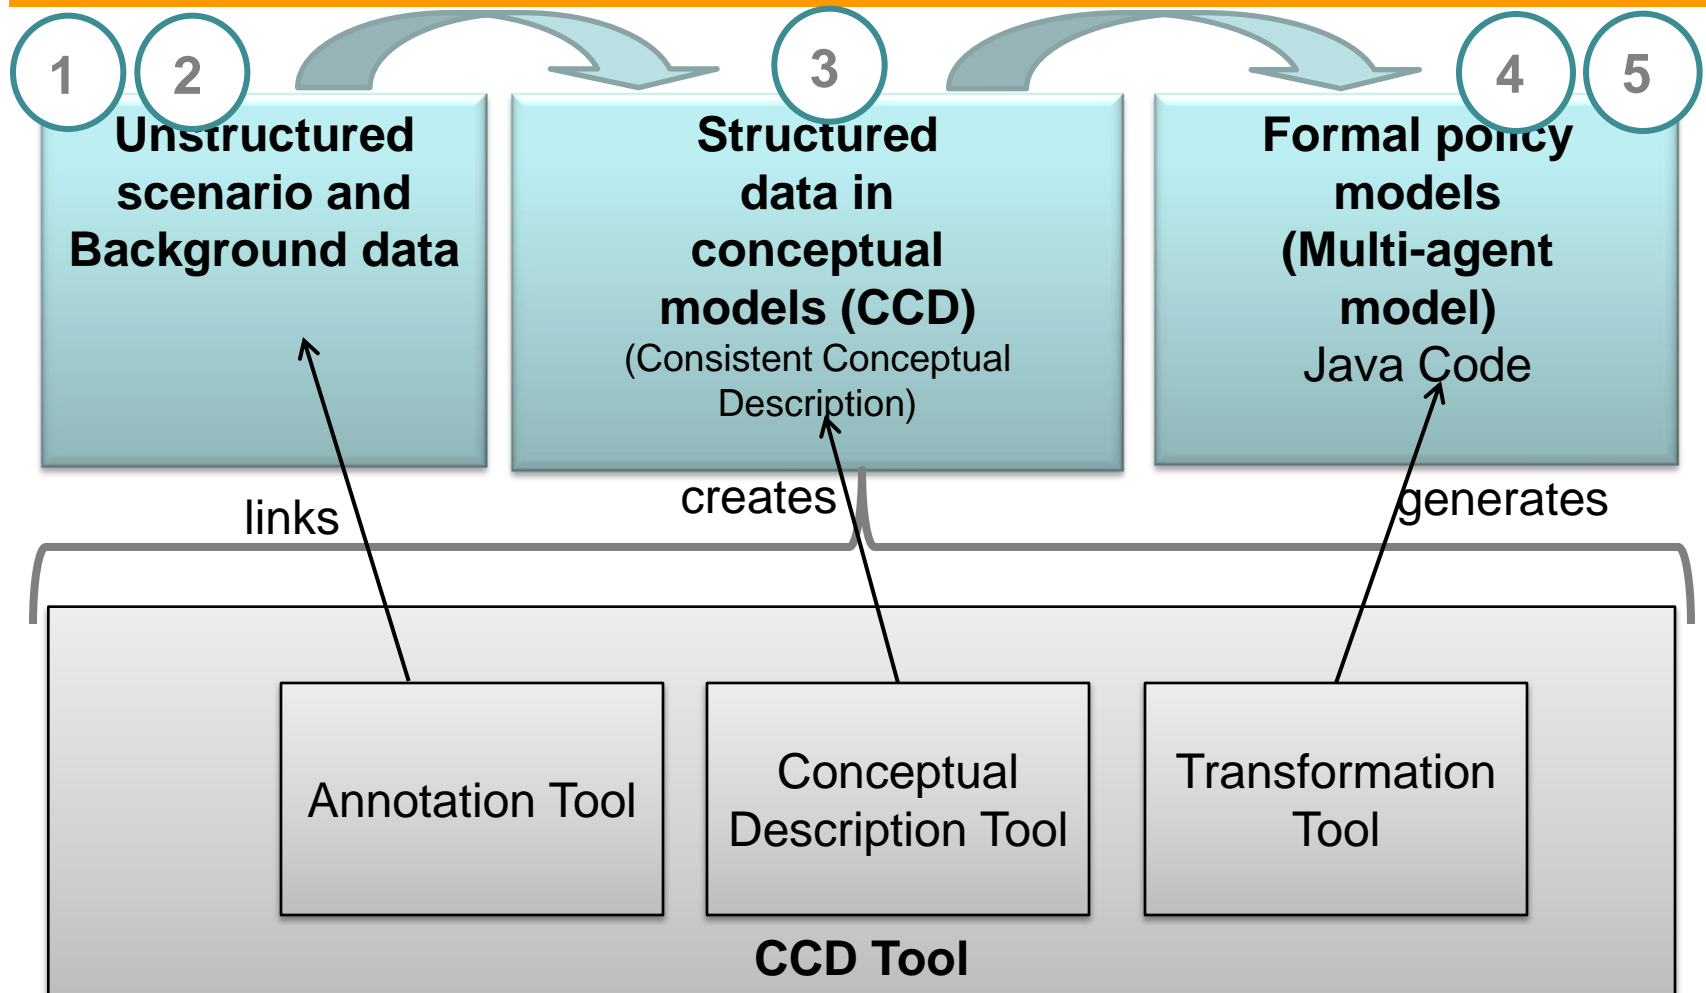 1
2
3
4
5
Unstructured
scenario and
Background data
Structured
data in
conceptual
models (CCD)
(Consistent Conceptual
Description)
Formal policy
models
(Multi-agent
model)
Java Code
links
creates
generates
Annotation Tool
Conceptual
Description Tool
Transformation
Tool
CCD Tool